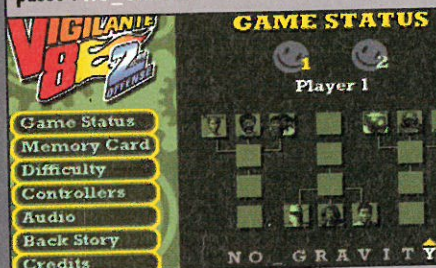 VIGILANTE
8
2
OFFENSE
GAME STATUS
1
2
Player 1
Game Status
Memory Card
Difficulty
Controllers
Audio
Back Story
Credits
NO_GRAVITY